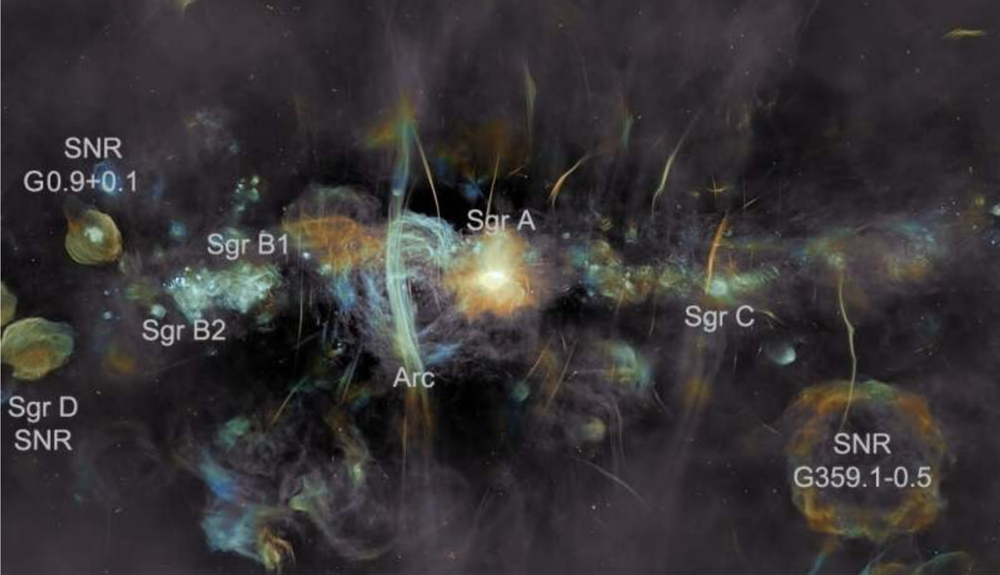 SNR
G0.9+0.1
Sgr A
Sgr B1
Sgr B2
Sgr C
Arc
Sgr D
SNR
SNR
G359.1-0.5